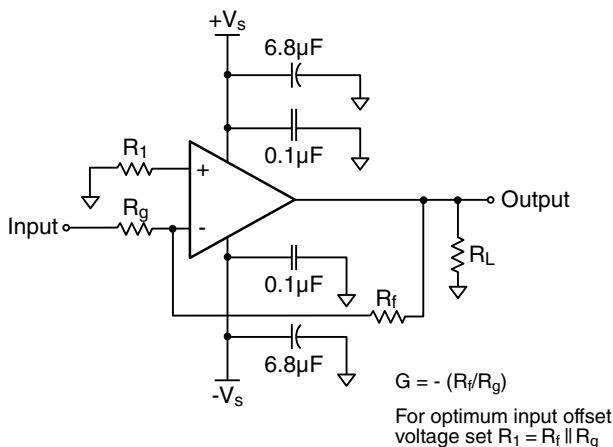 +Vs
6.8µF
0.1µF
R1
+
Rg
-
Input
Output
RL
0.1µF
Rf
6.8µF
-Vs
G = - (Rf/Rg)
For optimum input offset
voltage set R1 = Rf || Rg